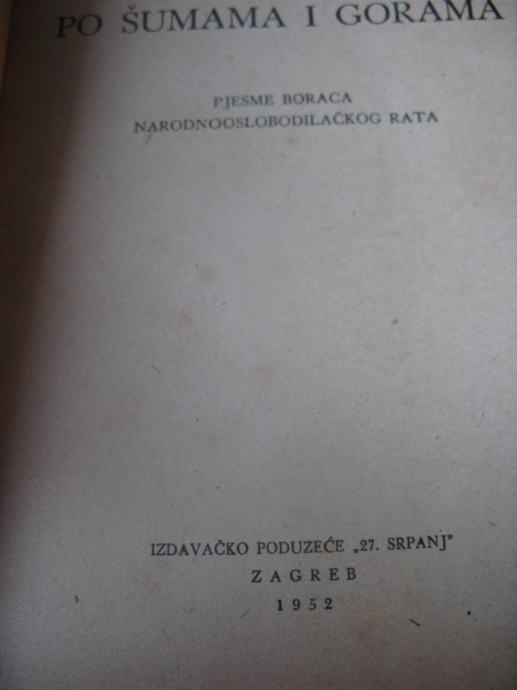 PO ŠUMAMA I GORAMA
PJESME BORACA
NARODNOOSLOBODILAČKOG RATA
IZDAVAČKO PODUZEĆE „27. SRPANJ"
ZAGREB
1952